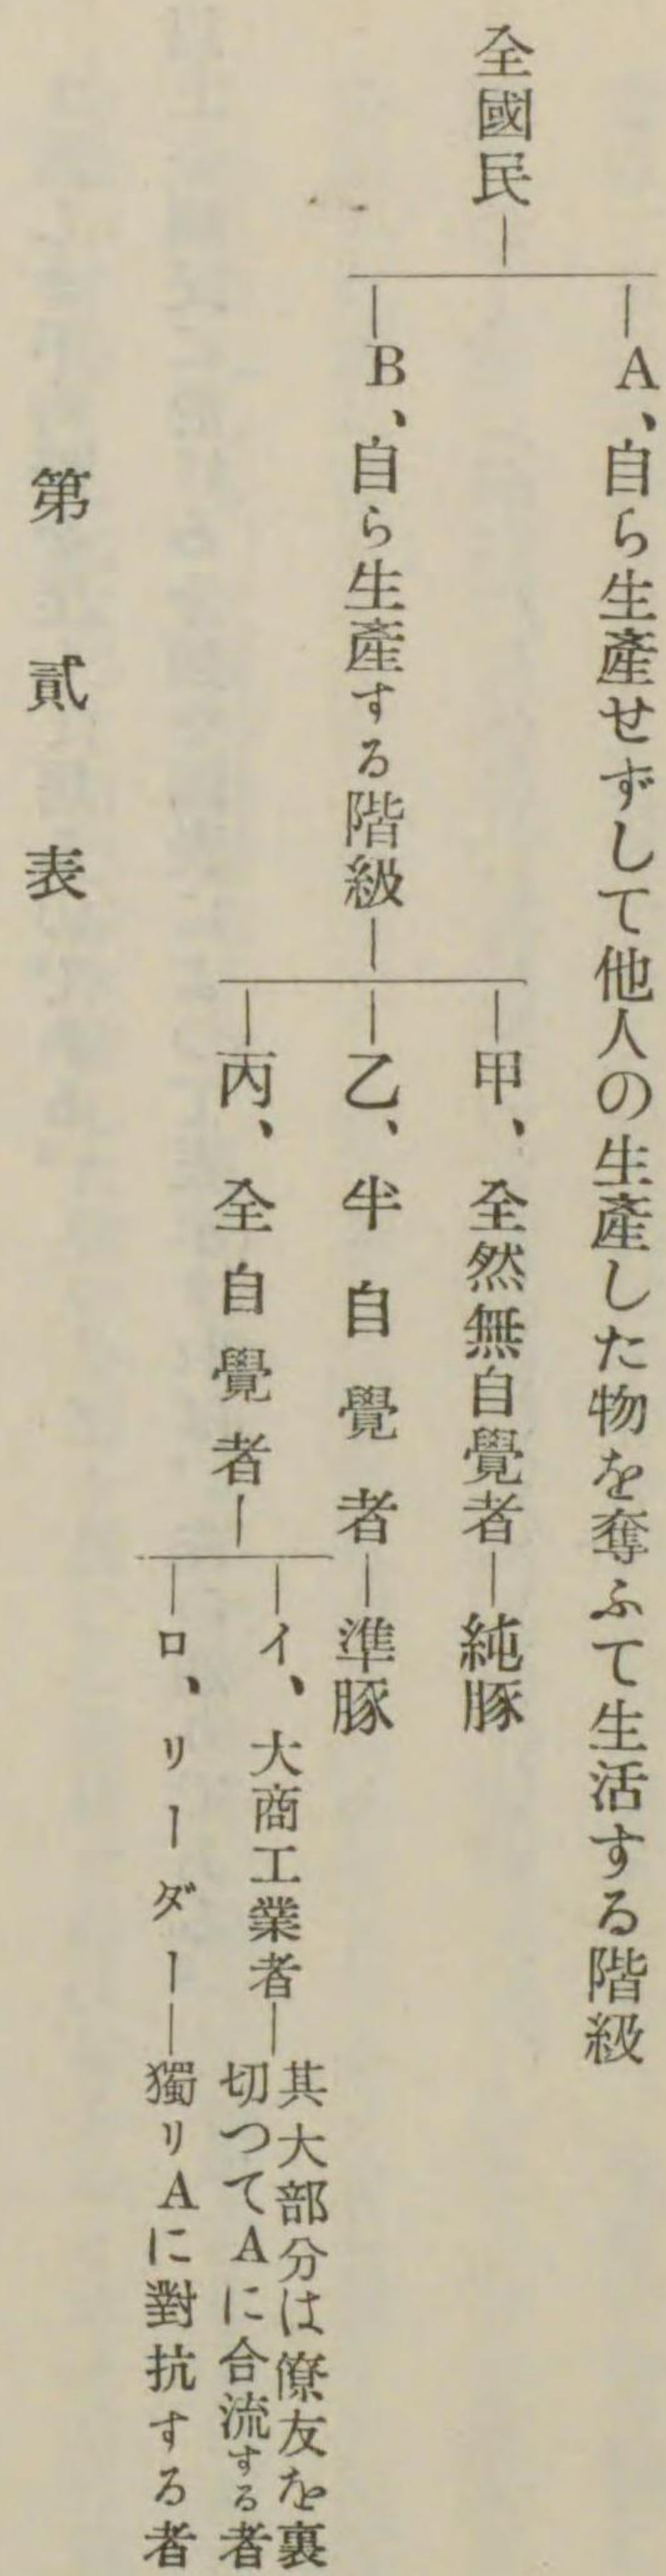 全國民
A、自ら生產せずして他人の生產した物を奪ふて生活する階級
B、自ら生產する階級
甲、全然無自覺者
純豚
乙、半自覺者
準豚
丙、全自覺者
イ、大商工業者
其大部分は僚友を裏
切つてAに合流する者
ロ、リーダー
獨リAに對抗する者
第貳表